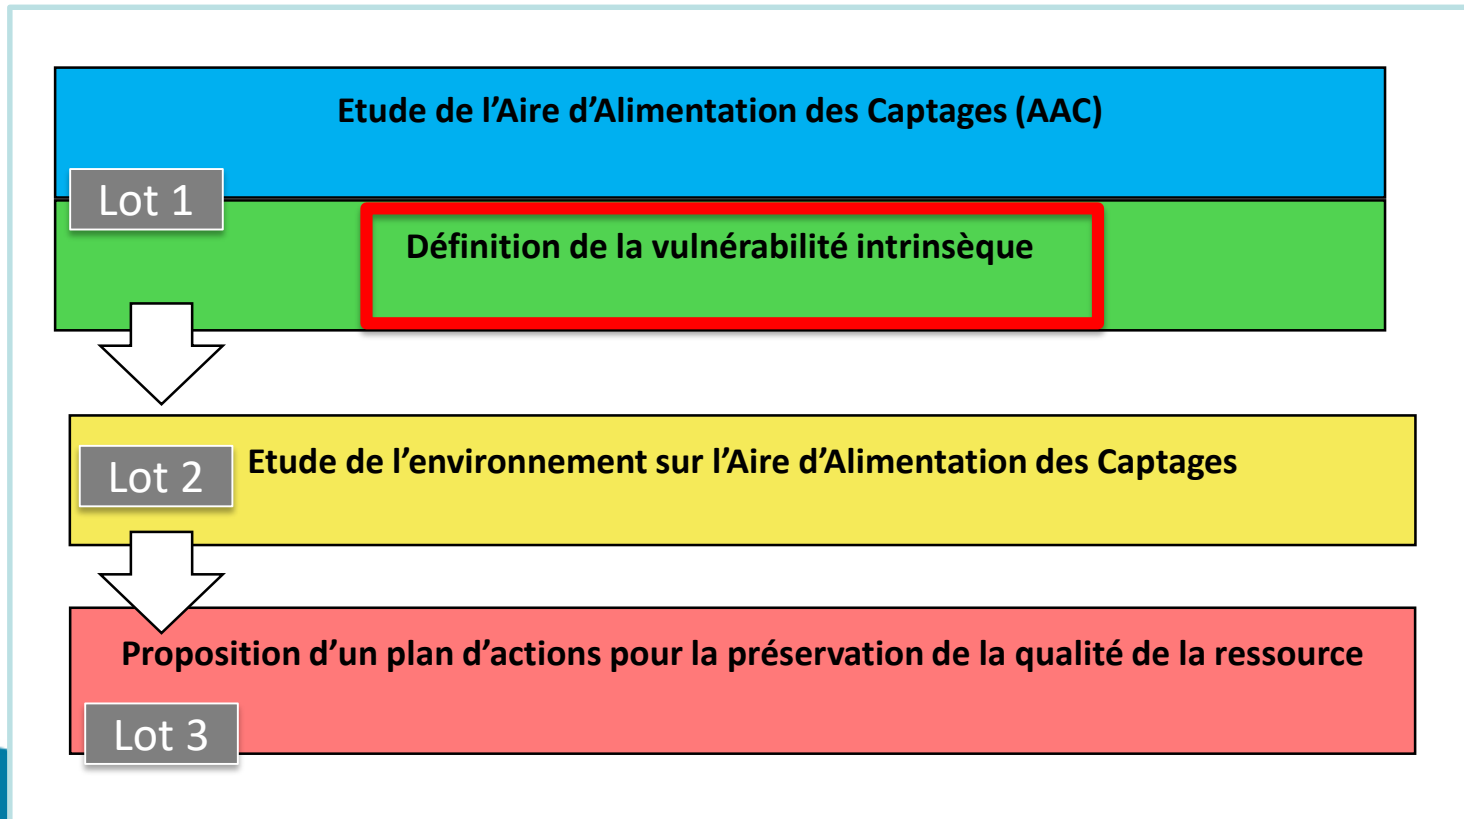 Etude de l’Aire d’Alimentation des Captages (AAC)
Lot 1
Définition de la vulnérabilité intrinsèque
Lot 2
Etude de l’environnement sur l’Aire d’Alimentation des Captages
Proposition d’un plan d’actions pour la préservation de la qualité de la ressource
Lot 3